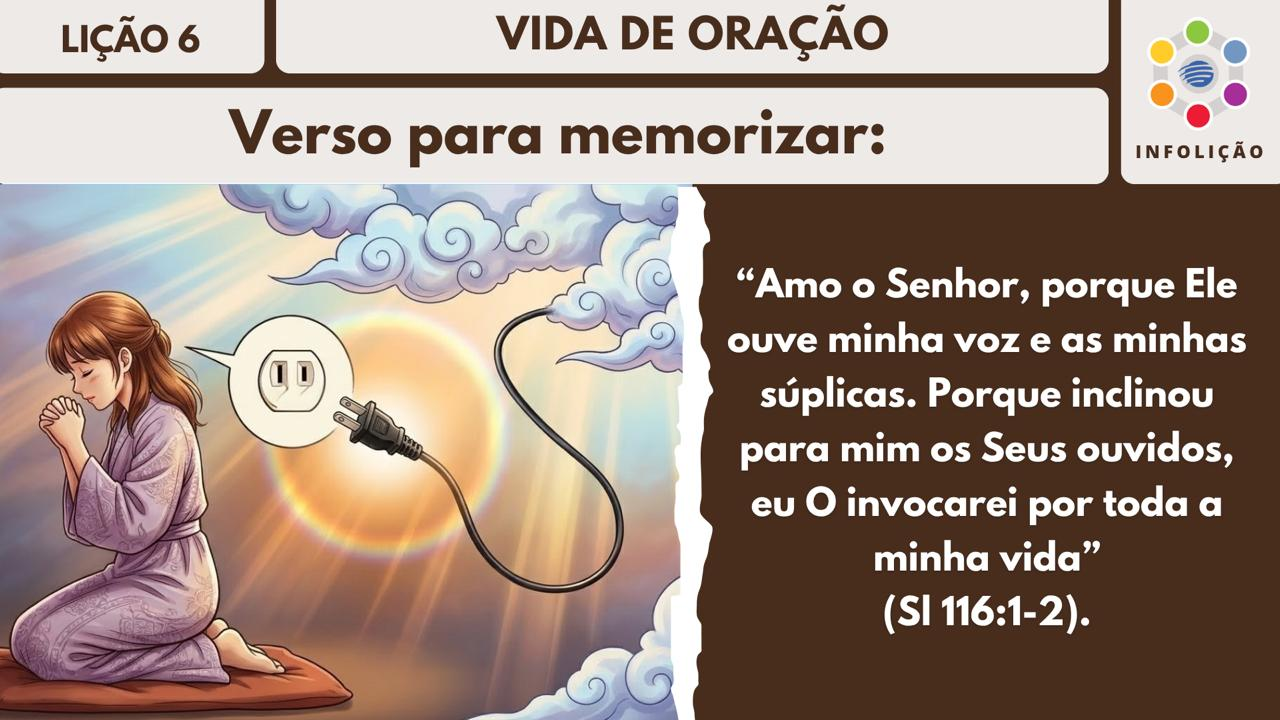 LIÇÃO 6
VIDA DE ORAÇÃO
Verso para memorizar:
INFOLIÇÃO
“Amo o Senhor, porque Ele
ouve minha voz e as minhas
súplicas. Porque inclinou
para mim os Seus ouvidos,
eu O invocarei por toda a
minha vida”
(Sl 116:1-2).